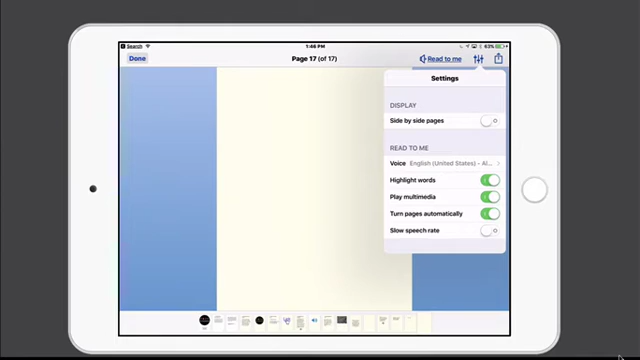 Search
1:46 PM
63%
Done
Page 17 (of 17)
Read to me
Settings
DISPLAY
Side by side pages
READ TO ME
Voice English (United States) - Al...
Highlight words
Play multimedia
Turn pages automatically
Slow speech rate